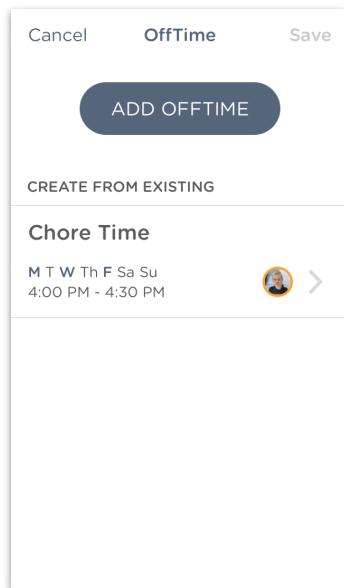 Cancel OffTime Save
ADD OFFTIME
CREATE FROM EXISTING
Chore Time
M T W Th F Sa Su
4:00 PM - 4:30 PM